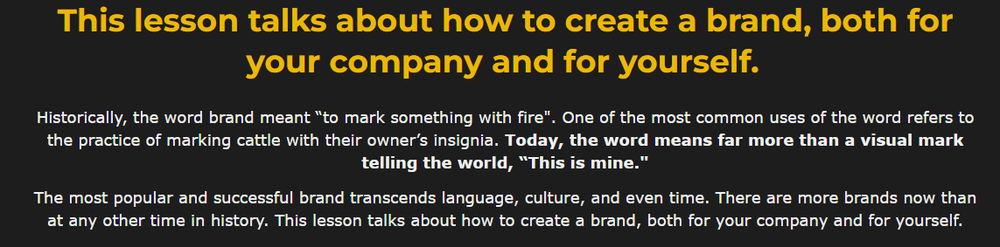 This lesson talks about how to create a brand, both for
your company and for yourself.
Historically, the word brand meant “to mark something with fire". One of the most common uses of the word refers to
the practice of marking cattle with their owner’s insignia. Today, the word means far more than a visual mark
telling the world, “This is mine."
The most popular and successful brand transcends language, culture, and even time. There are more brands now than
at any other time in history. This lesson talks about how to create a brand, both for your company and for yourself.